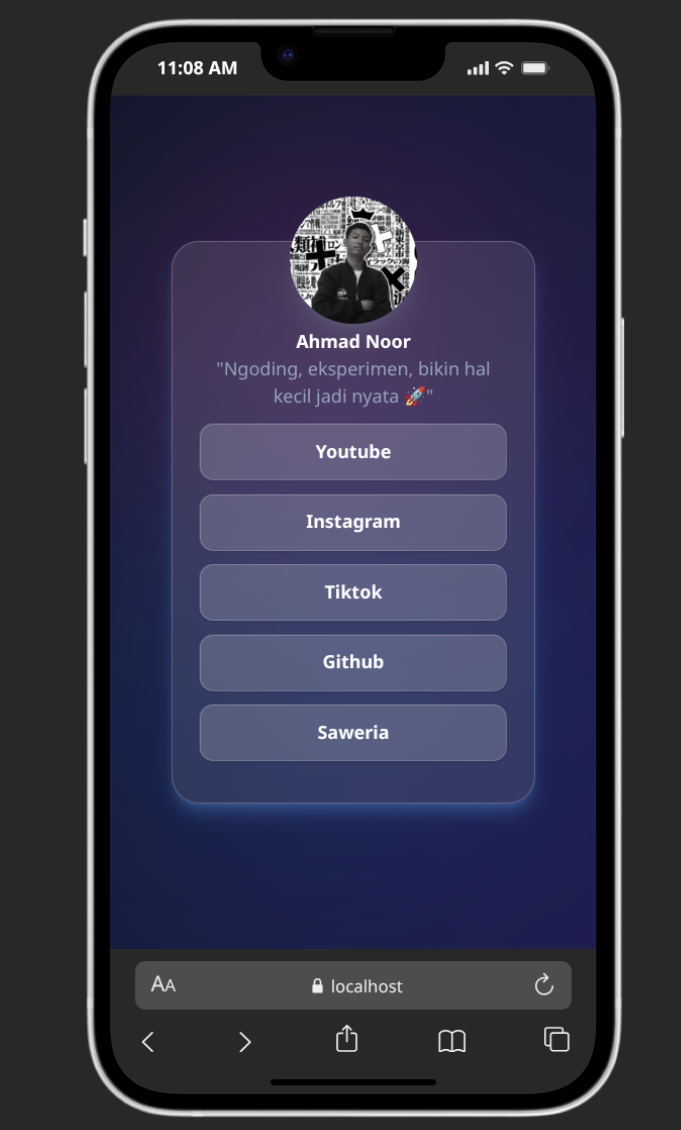 11:08 AM
Ahmad Noor
"Ngoding, eksperimen, bikin hal
kecil jadi nyata 🚀"
Youtube
Instagram
Tiktok
Github
Saweria
AA
localhost